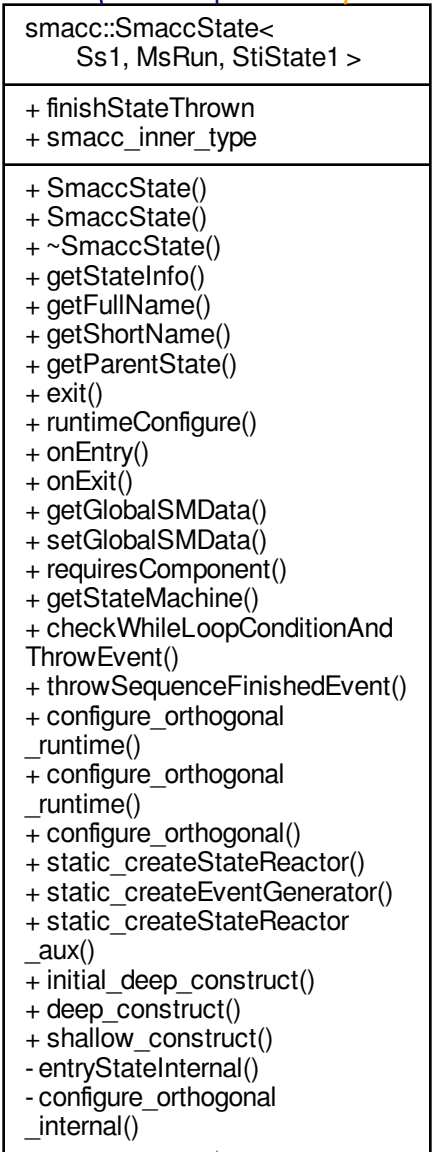 smacc::SmaccState<
Ss1, MsRun, StiState1 >
+ finishStateThrown
+ smacc_inner_type
+ SmaccState()
+ SmaccState()
+ ~SmaccState()
+ getStateInfo()
+ getFullName()
+ getShortName()
+ getParentState()
+ exit()
+ runtimeConfigure()
+ onEntry()
+ onExit()
+ getGlobalSMData()
+ setGlobalSMData()
+ requiresComponent()
+ getStateMachine()
+ checkWhileLoopConditionAnd
ThrowEvent()
+ throwSequenceFinishedEvent()
+ configure_orthogonal
_runtime()
+ configure_orthogonal
_runtime()
+ configure_orthogonal()
+ static_createStateReactor()
+ static_createEventGenerator()
+ static_createStateReactor
_aux()
+ initial_deep_construct()
+ deep_construct()
+ shallow_construct()
- entryStateInternal()
- configure_orthogonal
_internal()